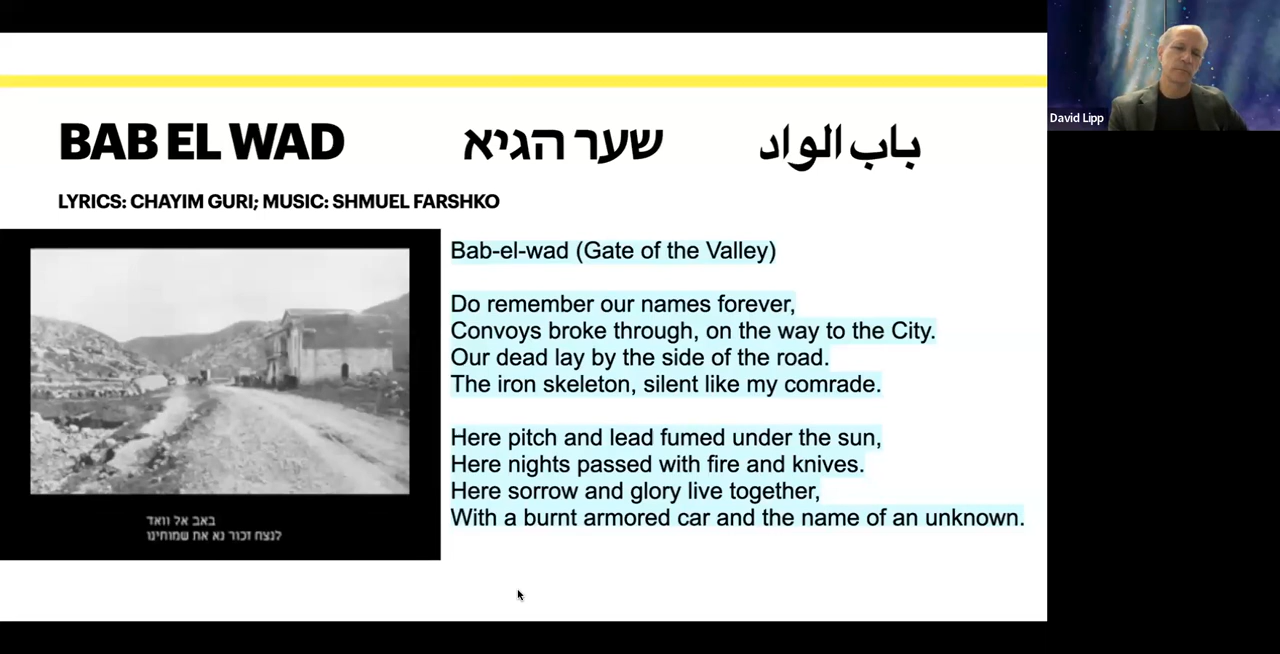 BAB EL WAD
שער הגיא
باب الواد
LYRICS: CHAYIM GURI; MUSIC: SHMUEL FARSHKO
Bab-el-wad (Gate of the Valley)
Do remember our names forever,
Convoys broke through, on the way to the City.
Our dead lay by the side of the road.
The iron skeleton, silent like my comrade.
Here pitch and lead fumed under the sun,
Here nights passed with fire and knives.
Here sorrow and glory live together,
With a burnt armored car and the name of an unknown.
באב אל וואד
לנצח זכור נא את שמותינו
David Lipp